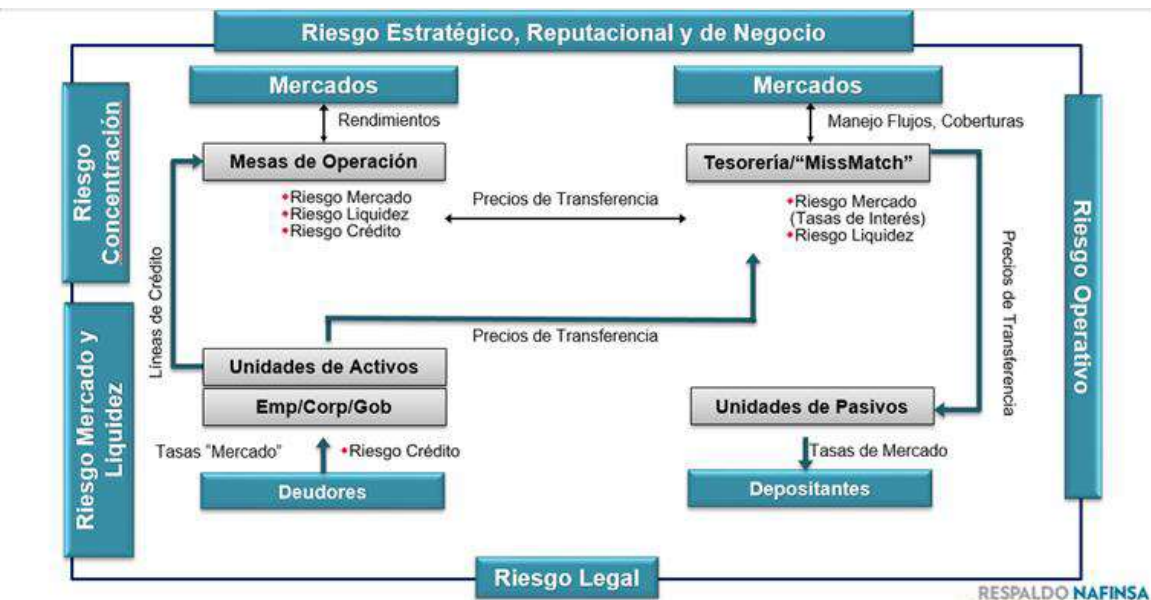 Riesgo Estratégico, Reputacional y de Negocio
Mercados
Mercados
Riesgo
Concentración
Rendimientos
Manejo Flujos, Coberturas
Mesas de Operación
Tesorería/“MissMatch”
Riesgo Mercado
Riesgo Liquidez
Riesgo Crédito
Precios de Transferencia
Riesgo Mercado
(Tasas de Interés)
Riesgo Liquidez
Líneas de Crédito
Precios de Transferencia
Riesgo Operativo
Precios de Transferencia
Riesgo Mercado y
Liquidez
Unidades de Activos
Emp/Corp/Gob
Unidades de Pasivos
Tasas “Mercado”
Riesgo Crédito
Tasas de Mercado
Deudores
Depositantes
Riesgo Legal
RESPALDO NAFINSA